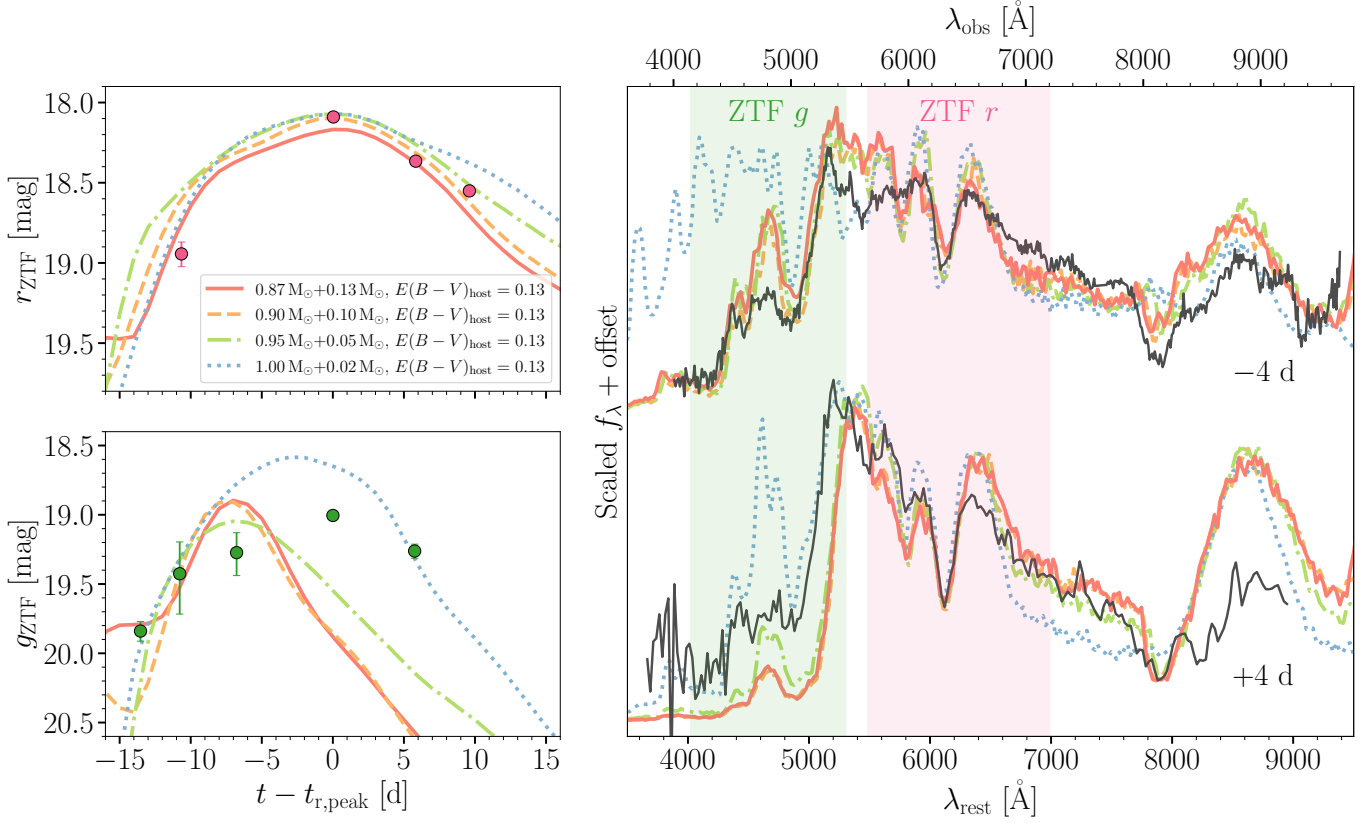 18.0
18.5
19.0
19.5
r_ZTF [mag]
0.87 M⊙+0.13 M⊙, E(B − V)host = 0.13
0.90 M⊙+0.10 M⊙, E(B − V)host = 0.13
0.95 M⊙+0.05 M⊙, E(B − V)host = 0.13
1.00 M⊙+0.02 M⊙, E(B − V)host = 0.13
18.5
19.0
19.5
20.0
20.5
g_ZTF [mag]
−15 −10 −5 0 5 10 15
t − t_r,peak [d]
λ_obs [Å]
4000 5000 6000 7000 8000 9000
ZTF g
ZTF r
Scaled f_λ + offset
−4 d
+4 d
4000 5000 6000 7000 8000 9000
λ_rest [Å]